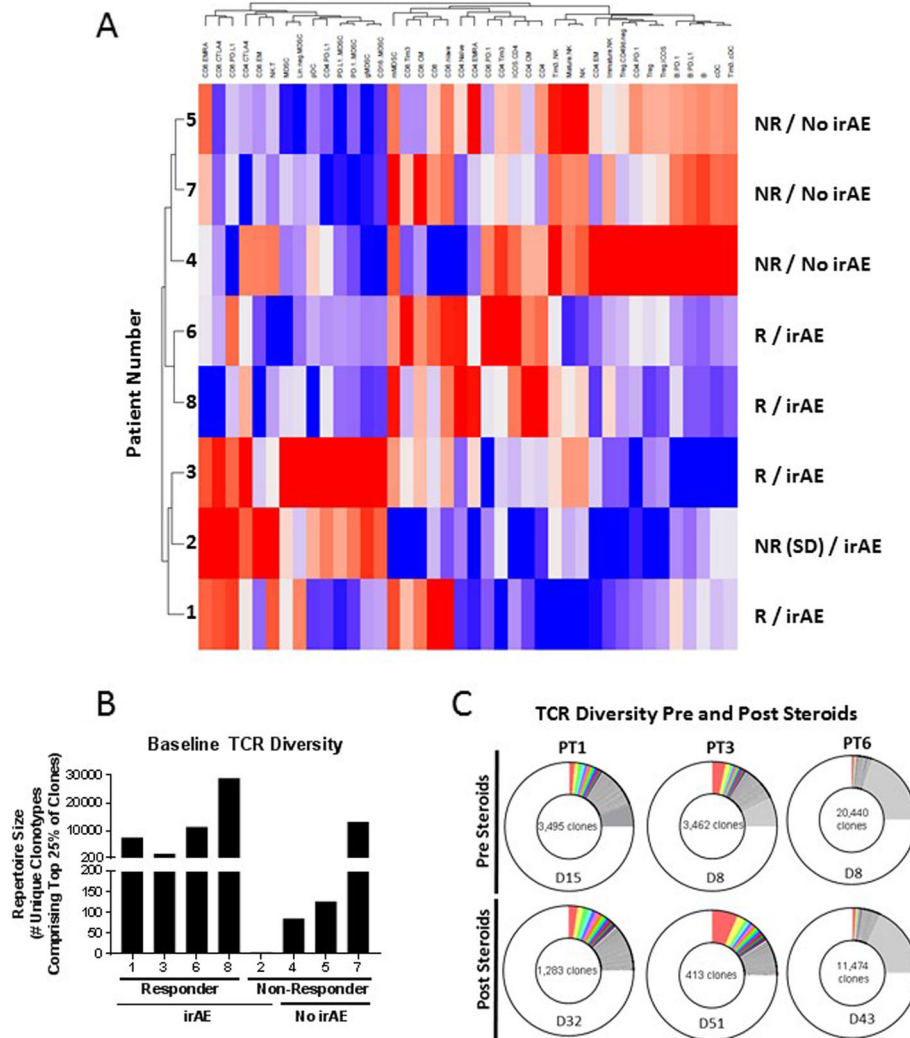 A
CD8.EMRA
CD8.CTLA4
CD8.PD.L1
CD4.CTLA4
CD8.EM
NK.T
MDSC
Lin.neg.MDSC
pDC
CD4.PD.L1
PD.L1.MDSC
PD.1.MDSC
gMDSC
CD16.MDSC
mMDSC
CD8.Tim3
CD8.CM
CD8
CD8.naive
CD4.Naive
CD4.EMRA
CD8.PD.1
CD4.Tim3
ICOS.CD4
CD4.CM
CD4
Tim3.NK
Mature.NK
NK
CD4.EM
Immature.NK
Treg.CD49d.neg
CD4.PD.1
Treg
Treg.ICOS
B.PD.1
B.PD.L1
B
cDC
Tim3.cDC
Patient Number
5 NR / No irAE
7 NR / No irAE
4 NR / No irAE
6 R / irAE
8 R / irAE
3 R / irAE
2 NR (SD) / irAE
1 R / irAE
B
Baseline TCR Diversity
Repertoire Size
(# Unique Clonotypes
Comprising Top 25% of Clones)
30000
20000
10000
200
200
150
100
50
0
1 3 6 8 2 4 5 7
Responder Non-Responder
irAE No irAE
C
TCR Diversity Pre and Post Steroids
PT1 PT3 PT6
Pre Steroids
3,495 clones 3,462 clones 20,440
clones
D15 D8 D8
Post Steroids
1,283 clones 413 clones 11,474
clones
D32 D51 D43